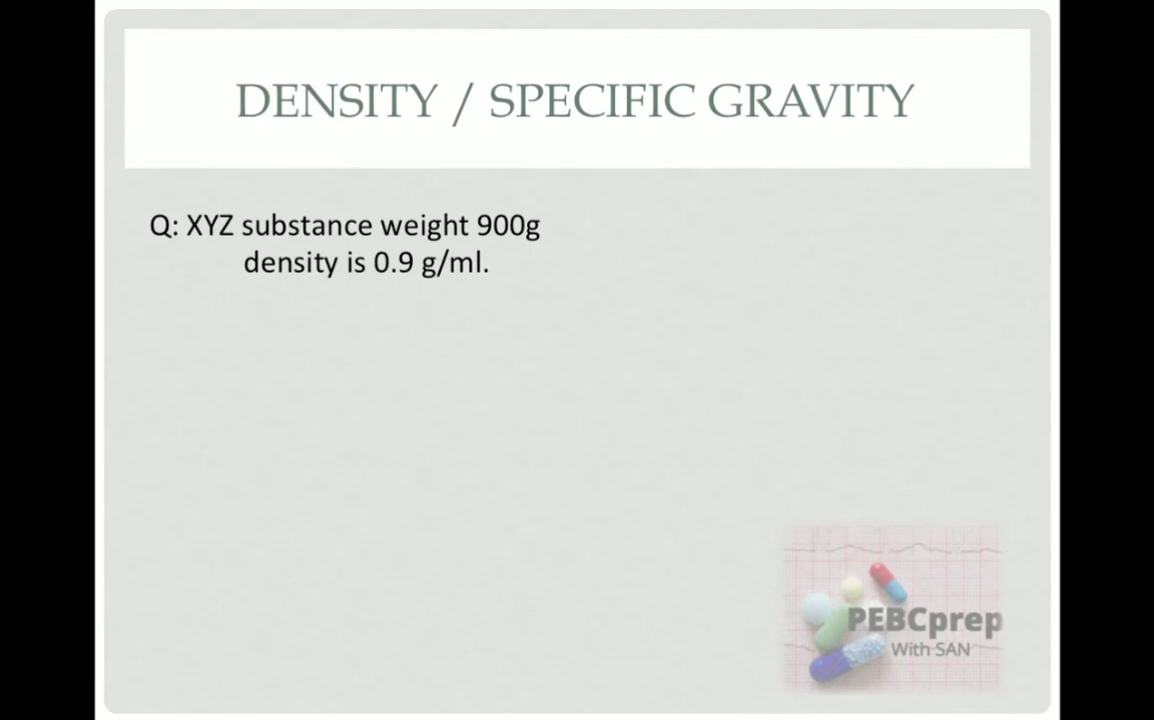 DENSITY / SPECIFIC GRAVITY
Q: XYZ substance weight 900g
density is 0.9 g/ml.
PEBCprep
With SAN